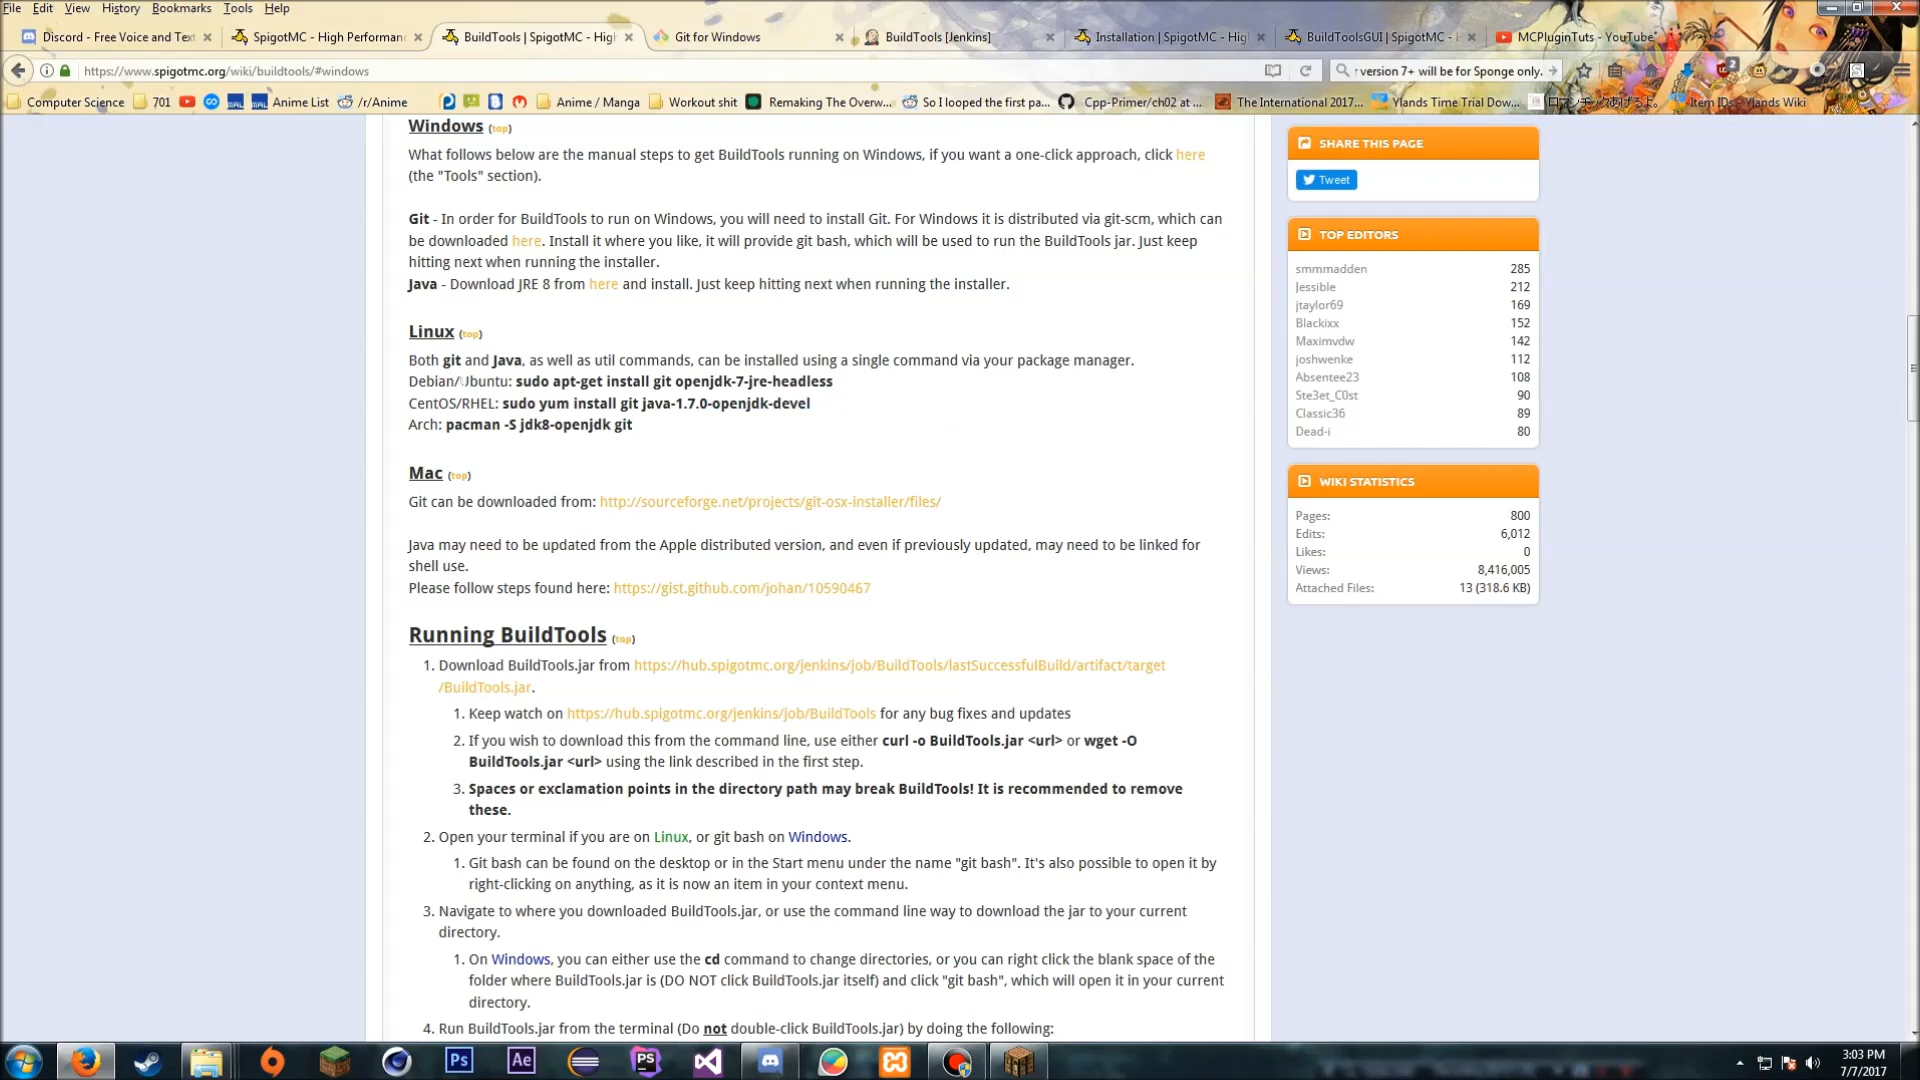 File Edit View History Bookmarks Tools Help
Discord - Free Voice and Tex
SpigotMC - High Performan
BuildTools | SpigotMC - Hig
Git for Windows
BuildTools [Jenkins]
Installation | SpigotMC - Hig
BuildToolsGUI | SpigotMC -
MCPluginTuts - YouTube
https://www.spigotmc.org/wiki/buildtools/#windows
version 7+ will be for Sponge only.
Computer Science 701 Anime List /r/Anime Anime / Manga Workout shit Remaking The Overw... So I looped the first pa... Cpp-Primer/ch02 at ... The International 2017... Ylands Time Trial Dow... Item IDs - Ylands Wiki
Windows (top)
What follows below are the manual steps to get BuildTools running on Windows, if you want a one-click approach, click here
(the "Tools" section).
Git - In order for BuildTools to run on Windows, you will need to install Git. For Windows it is distributed via git-scm, which can
be downloaded here. Install it where you like, it will provide git bash, which will be used to run the BuildTools jar. Just keep
hitting next when running the installer.
Java - Download JRE 8 from here and install. Just keep hitting next when running the installer.
Linux (top)
Both git and Java, as well as util commands, can be installed using a single command via your package manager.
Debian/Ubuntu: sudo apt-get install git openjdk-7-jre-headless
CentOS/RHEL: sudo yum install git java-1.7.0-openjdk-devel
Arch: pacman -S jdk8-openjdk git
Mac (top)
Git can be downloaded from: http://sourceforge.net/projects/git-osx-installer/files/
Java may need to be updated from the Apple distributed version, and even if previously updated, may need to be linked for
shell use.
Please follow steps found here: https://gist.github.com/johan/10590467
Running BuildTools (top)
1. Download BuildTools.jar from https://hub.spigotmc.org/jenkins/job/BuildTools/lastSuccessfulBuild/artifact/target
/BuildTools.jar.
1. Keep watch on https://hub.spigotmc.org/jenkins/job/BuildTools for any bug fixes and updates
2. If you wish to download this from the command line, use either curl -o BuildTools.jar <url> or wget -O
BuildTools.jar <url> using the link described in the first step.
3. Spaces or exclamation points in the directory path may break BuildTools! It is recommended to remove
these.
2. Open your terminal if you are on Linux, or git bash on Windows.
1. Git bash can be found on the desktop or in the Start menu under the name "git bash". It's also possible to open it by
right-clicking on anything, as it is now an item in your context menu.
3. Navigate to where you downloaded BuildTools.jar, or use the command line way to download the jar to your current
directory.
1. On Windows, you can either use the cd command to change directories, or you can right click the blank space of the
folder where BuildTools.jar is (DO NOT click BuildTools.jar itself) and click "git bash", which will open it in your current
directory.
4. Run BuildTools.jar from the terminal (Do not double-click BuildTools.jar) by doing the following:
SHARE THIS PAGE
Tweet
TOP EDITORS
smmmadden 285
Jessible 212
jtaylor69 169
Blackixx 152
Maximvdw 142
joshwenke 112
Absentee23 108
Ste3et_C0st 90
Classic36 89
Dead-i 80
WIKI STATISTICS
Pages: 800
Edits: 6,012
Likes: 0
Views: 8,416,005
Attached Files: 13 (318.6 KB)
Ps
Ae
PS
3:03 PM
7/7/2017